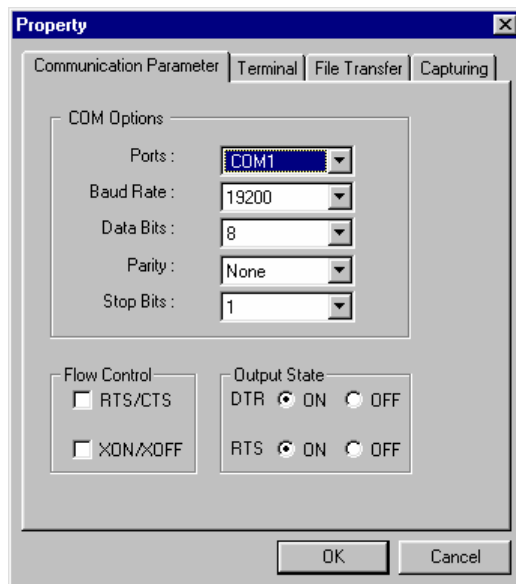 Property
Communication Parameter Terminal File Transfer Capturing
COM Options
Ports : COM1
Baud Rate : 19200
Data Bits : 8
Parity : None
Stop Bits : 1
Flow Control
RTS/CTS
XON/XOFF
Output State
DTR ON OFF
RTS ON OFF
OK Cancel